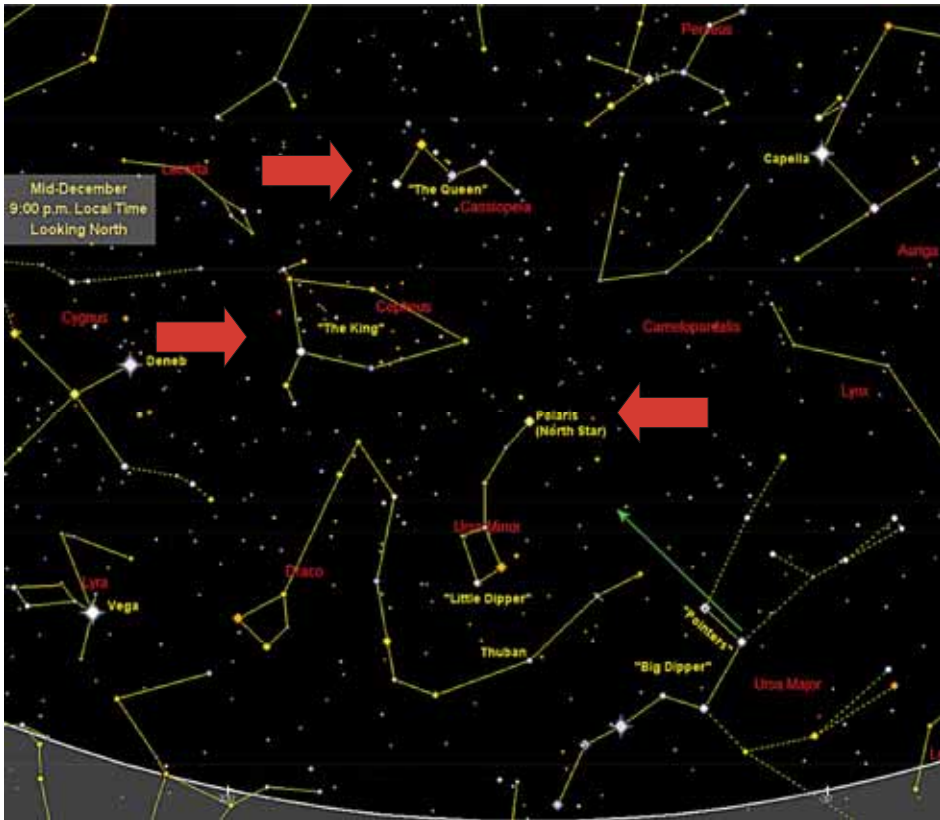 Perseus
Capella
Lacerta
"The Queen"
Cassiopeia
Mid-December
9:00 p.m. Local Time
Looking North
Auriga
Cepheus
Cygnus
"The King"
Camelopardalis
Deneb
Lynx
Polaris
(North Star)
Ursa Minor
Draco
Lyra
Vega
"Little Dipper"
"Pointers"
Thuban
"Big Dipper"
Ursa Major